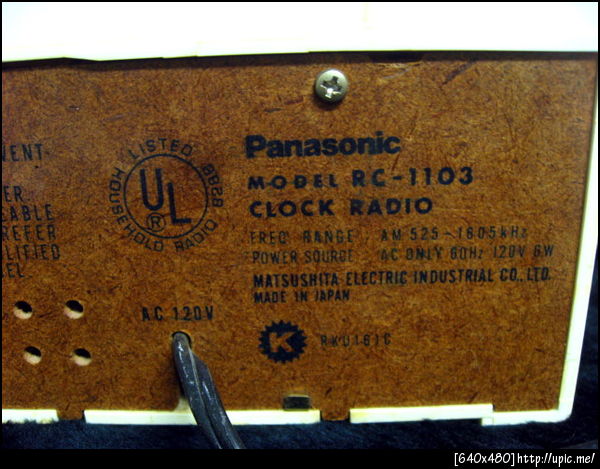 NENT-
ER
CABLE
REFER
LIFIED
EL
LISTED 892B
UL
®
HOUSEHOLD RADIO
Panasonic
MODEL RC-1103
CLOCK RADIO
FREQ RANGE AM 525~1605kHz
POWER SOURCE AC ONLY 60Hz 120V 6W
MATSUSHITA ELECTRIC INDUSTRIAL CO., LTD.
MADE IN JAPAN
AC 120V
K
[640x480]http://upic.me/